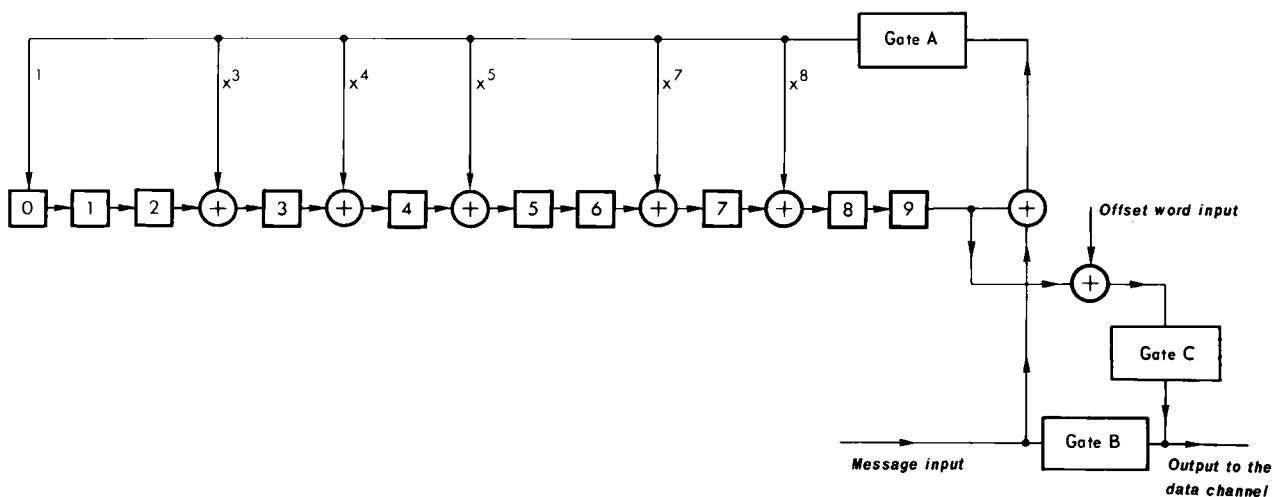 Gate A
1
x³
x⁴
x⁵
x⁷
x⁸
0
1
2
+
3
+
4
+
5
6
+
7
+
8
9
+
Offset word input
+
Gate C
Gate B
Message input
Output to the
data channel